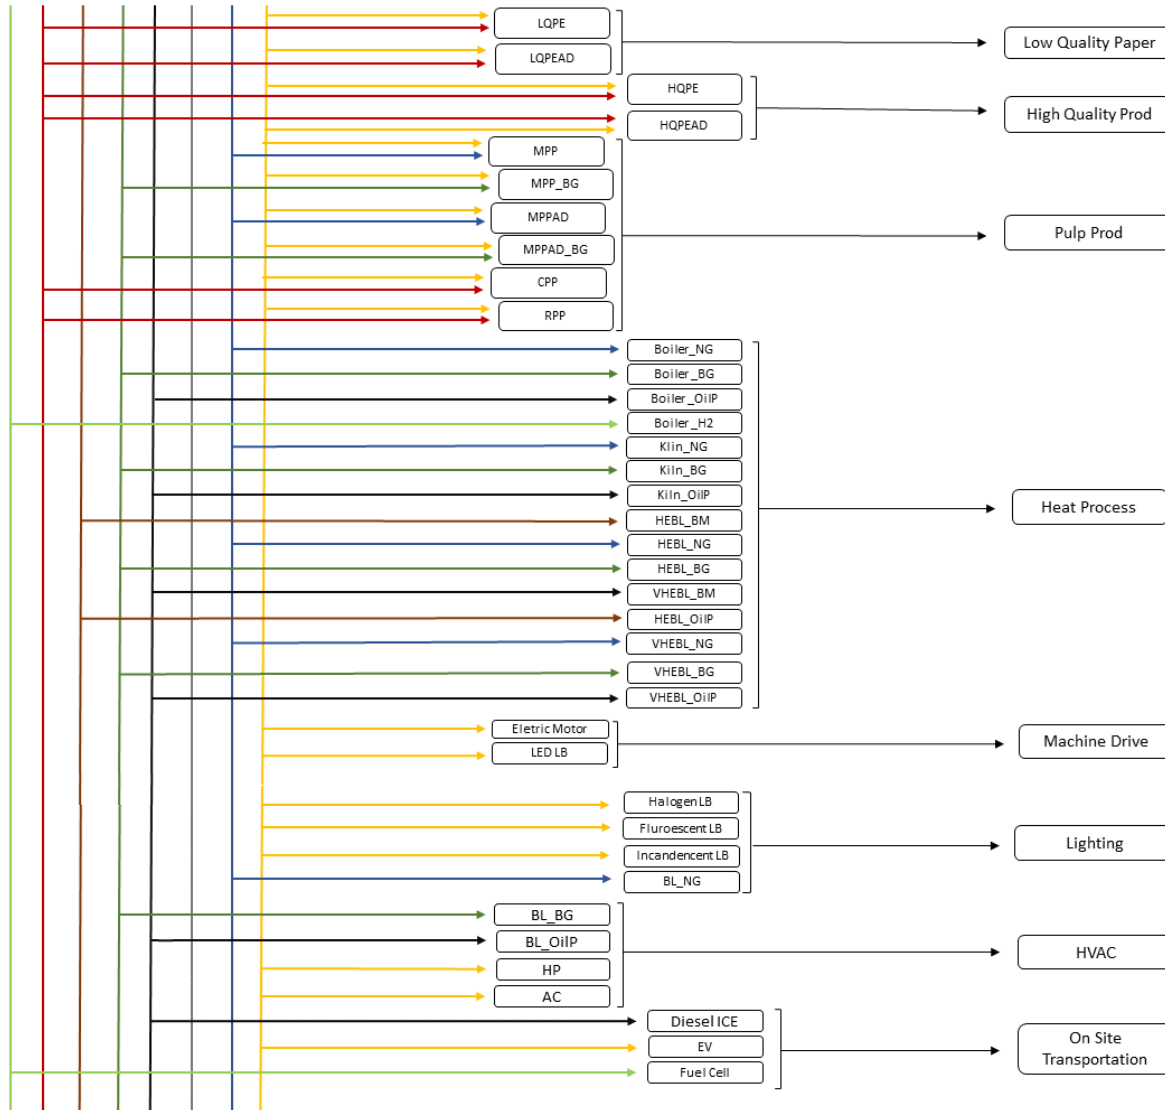 LQPE
LQPEAD
Low Quality Paper
HQPE
HQPEAD
High Quality Prod
MPP
MPP_BG
MPPAD
MPPAD_BG
CPP
RPP
Pulp Prod
Boiler_NG
Boiler_BG
Boiler_OilP
Boiler_H2
Klin_NG
Kiln_BG
Kiln_OilP
HEBL_BM
HEBL_NG
HEBL_BG
VHEBL_BM
HEBL_OilP
VHEBL_NG
VHEBL_BG
VHEBL_OilP
Heat Process
Eletric Motor
LED LB
Machine Drive
Halogen LB
Fluroescent LB
Incandencent LB
BL_NG
Lighting
BL_BG
BL_OilP
HP
AC
HVAC
Diesel ICE
EV
Fuel Cell
On Site
Transportation